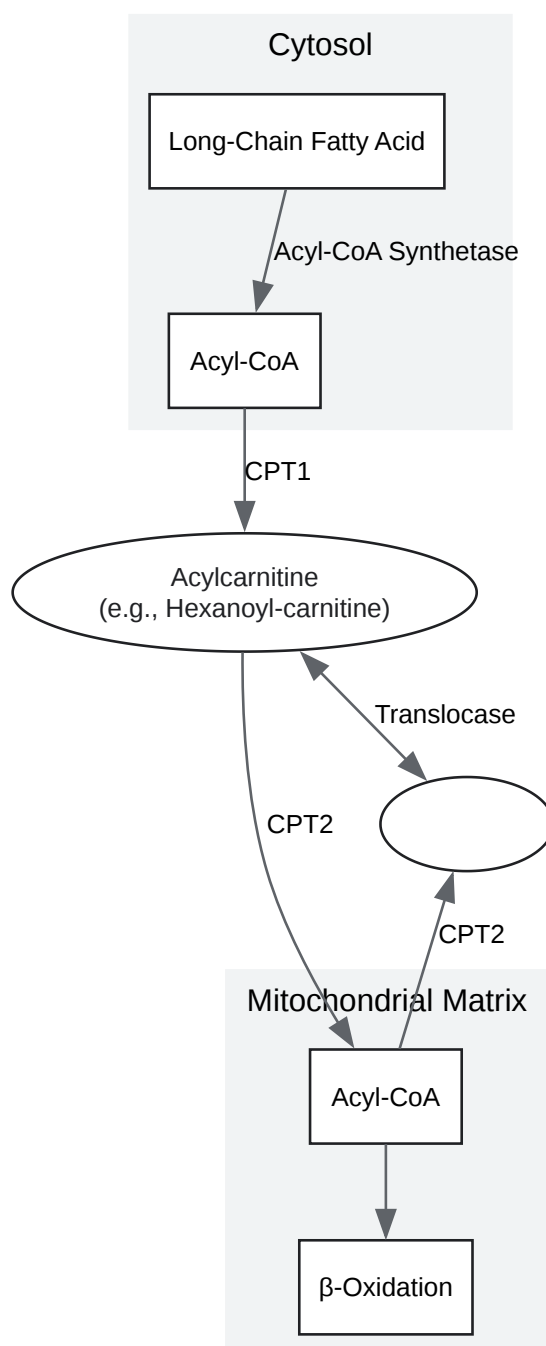 Cytosol
Long-Chain Fatty Acid
Acyl-CoA Synthetase
Acyl-CoA
CPT1
Acylcarnitine
(e.g., Hexanoyl-carnitine)
Translocase
CPT2
CPT2
Mitochondrial Matrix
Acyl-CoA
β-Oxidation